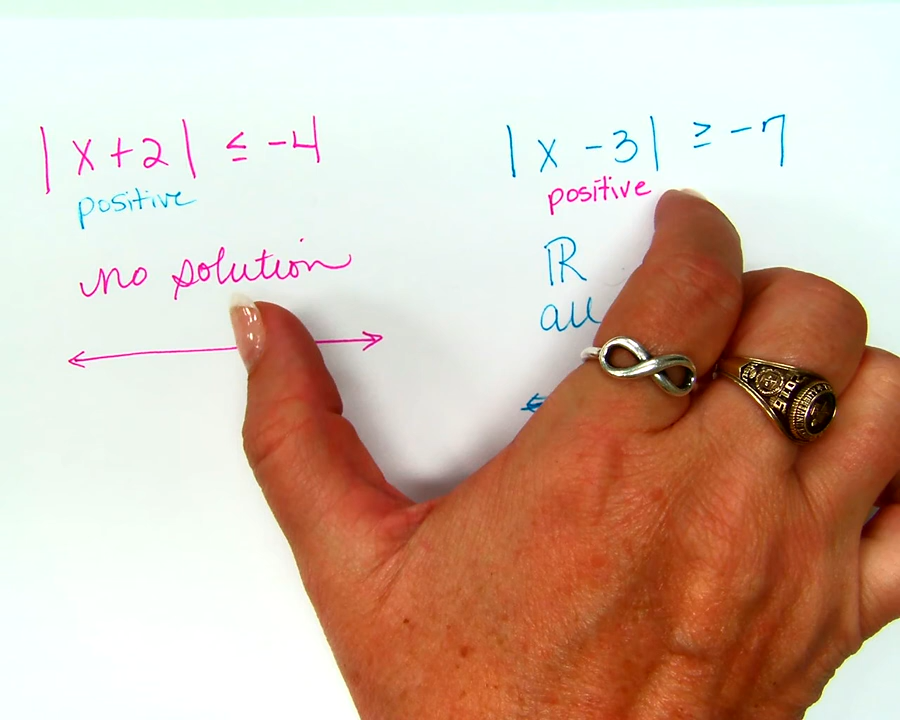 |x+2| ≤ -4
positive
no solution
|x-3| ≥ -7
positive
ℝ
all